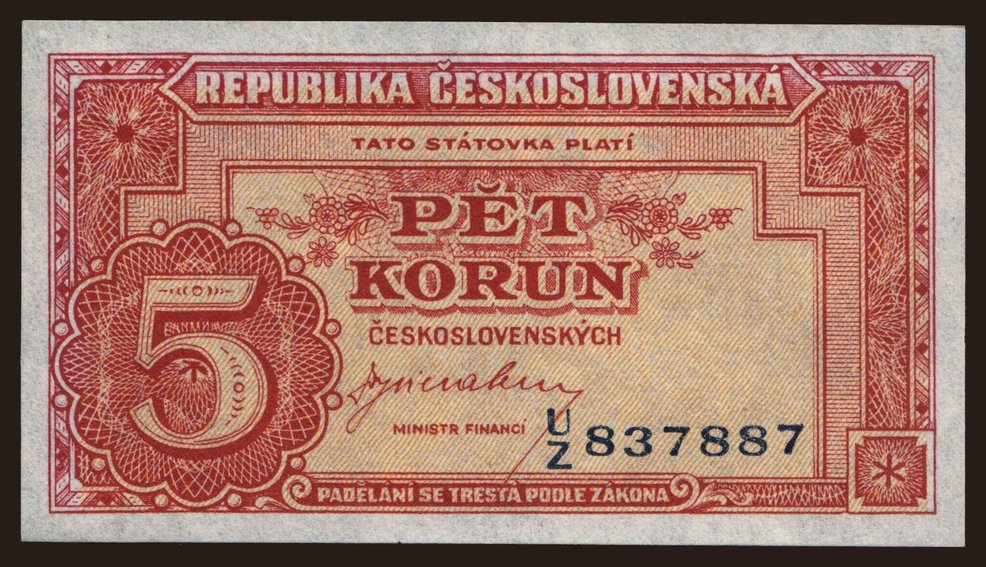 REPUBLIKA ČESKOSLOVENSKÁ
TATO STÁTOVKA PLATÍ
PĚT
KORUN
ČESKOSLOVENSKÝCH
5
MINISTR FINANCÍ
U/Z 837887
PADĚLÁNÍ SE TRESTÁ PODLE ZÁKONA